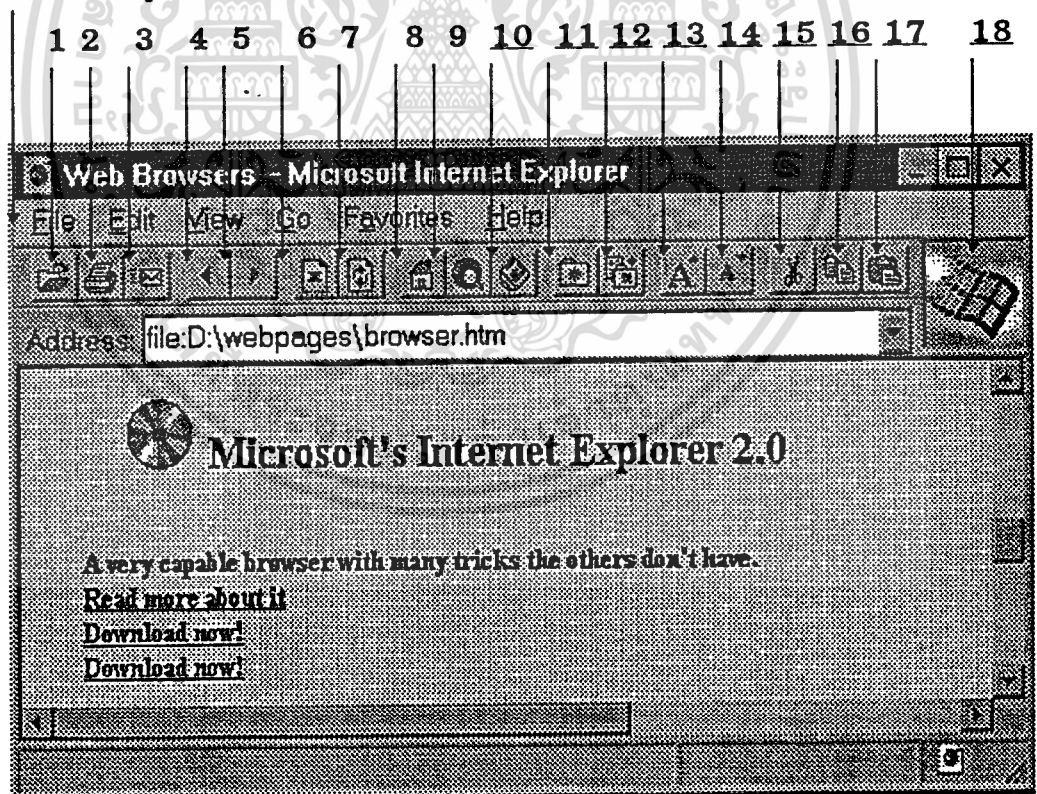 1 2 3 4 5 6 7 8 9 10 11 12 13 14 15 16 17 18
Web Browsers - Microsoft Internet Explorer
File Edit View Go Favorites Help
Address: file:D:\webpages\browser.htm
Microsoft's Internet Explorer 2.0
A very capable browser with many tricks the others don't have.
Read more about it
Download now!
Download now!